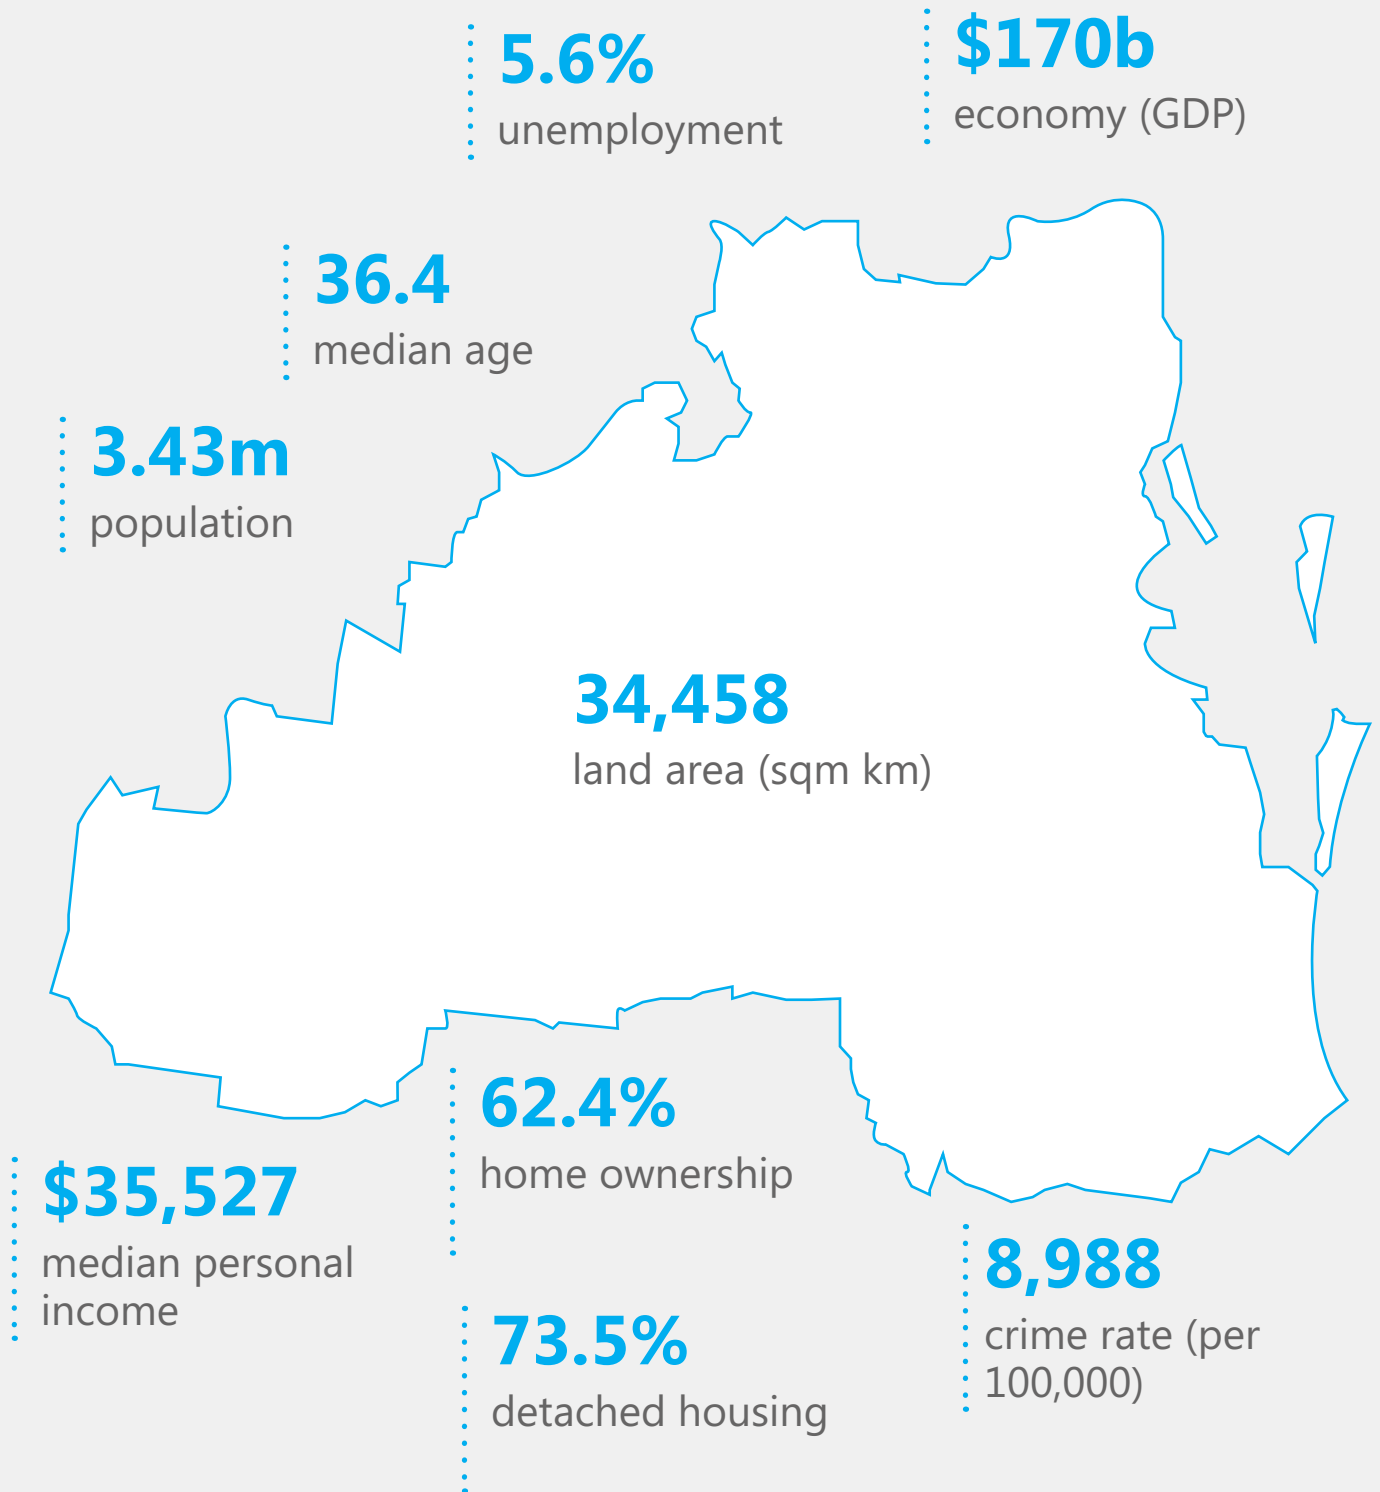 5.6%
unemployment
$170b
economy (GDP)
36.4
median age
3.43m
population
34,458
land area (sqm km)
62.4%
home ownership
$35,527
median personal
income
8,988
crime rate (per
100,000)
73.5%
detached housing